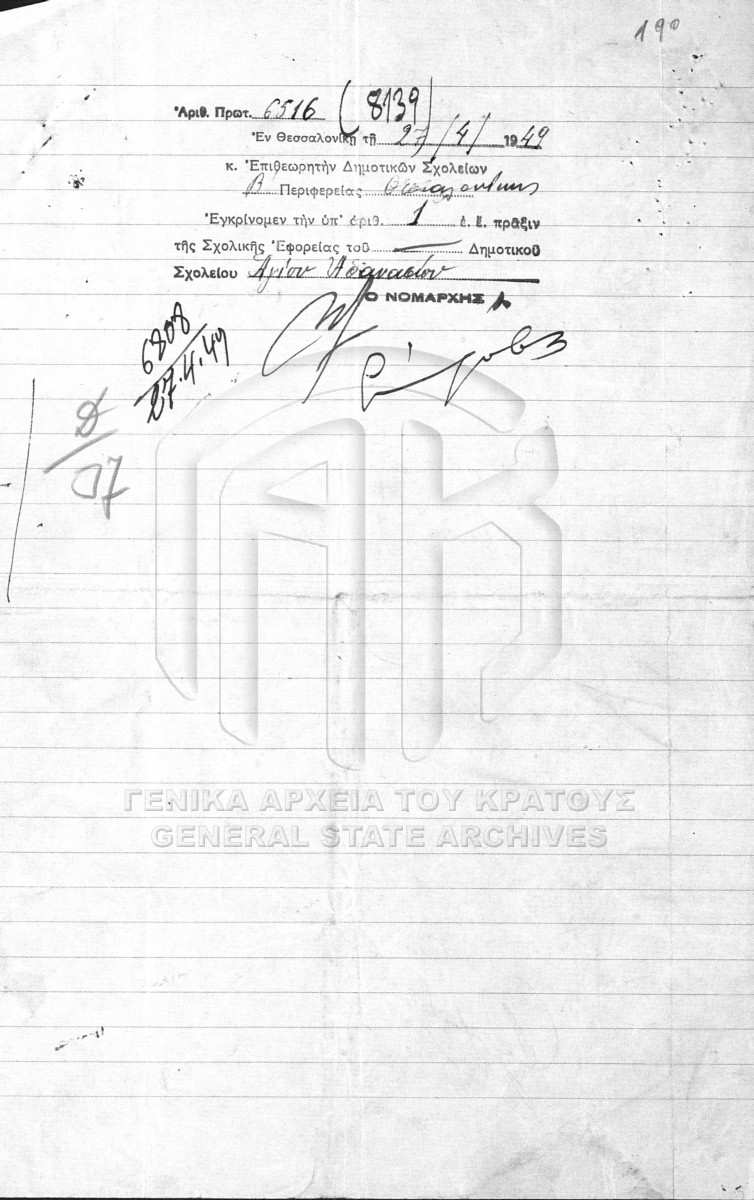 190
Ἀριθ. Πρωτ. 6516 (8139)
Ἐν Θεσσαλονίκῃ τῇ 27/4/1949
κ. Ἐπιθεωρητὴν Δημοτικῶν Σχολείων
Β Περιφερείας Θεσσαλονίκης
Ἐγκρίνομεν τὴν ὑπ' ἀριθ. 1 ἐ. ἔ. πρᾶξιν
τῆς Σχολικῆς Ἐφορείας τοῦ — Δημοτικοῦ
Σχολείου Ἁγίου Ἀθανασίου
Ο ΝΟΜΑΡΧΗΣ
6808
27.4.49
ΓΕΝΙΚΑ ΑΡΧΕΙΑ ΤΟΥ ΚΡΑΤΟΥΣ
GENERAL STATE ARCHIVES